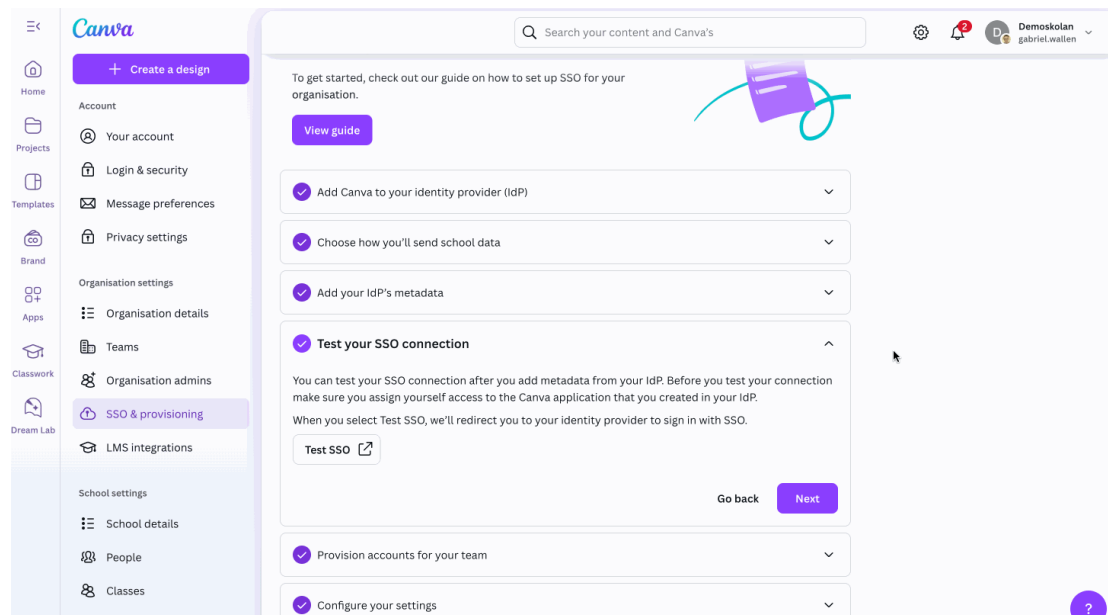 Canva
Search your content and Canva's
2
D
Demoskolan
gabriel.wallen
Home
Projects
Templates
Brand
Apps
Classwork
Dream Lab
+ Create a design
Account
Your account
Login & security
Message preferences
Privacy settings
Organisation settings
Organisation details
Teams
Organisation admins
SSO & provisioning
LMS integrations
School settings
School details
People
Classes
To get started, check out our guide on how to set up SSO for your
organisation.
View guide
Add Canva to your identity provider (IdP)
Choose how you'll send school data
Add your IdP's metadata
Test your SSO connection
You can test your SSO connection after you add metadata from your IdP. Before you test your connection
make sure you assign yourself access to the Canva application that you created in your IdP.
When you select Test SSO, we'll redirect you to your identity provider to sign in with SSO.
Test SSO
Go back
Next
Provision accounts for your team
Configure your settings
?